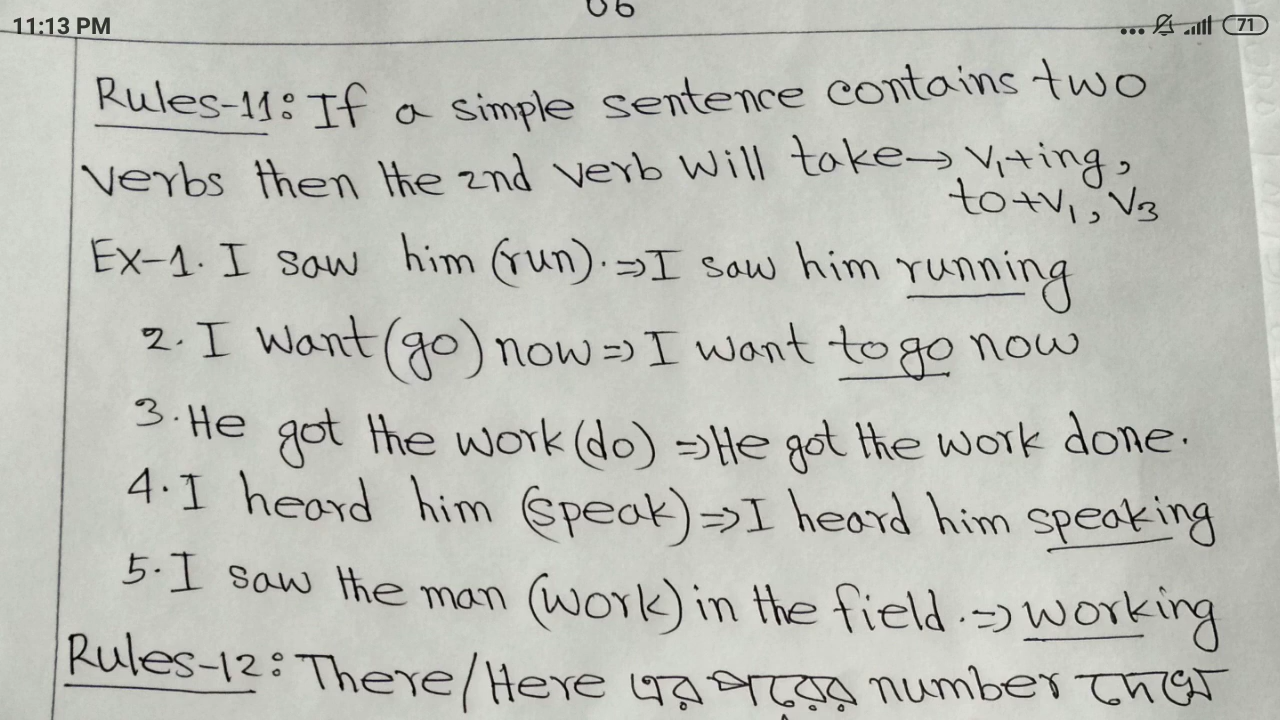 06
11:13 PM
71
Rules-11: If a simple sentence contains two
verbs then the 2nd verb will take→ V₁+ing,
to+V₁, V3
Ex-1. I saw him (run). ⇒ I saw him running
2. I want (go) now ⇒ I want to go now
3. He got the work (do) ⇒ He got the work done.
4. I heard him (speak) ⇒ I heard him speaking
5. I saw the man (work) in the field. ⇒ working
Rules-12: There/Here এর পরের number দেখে